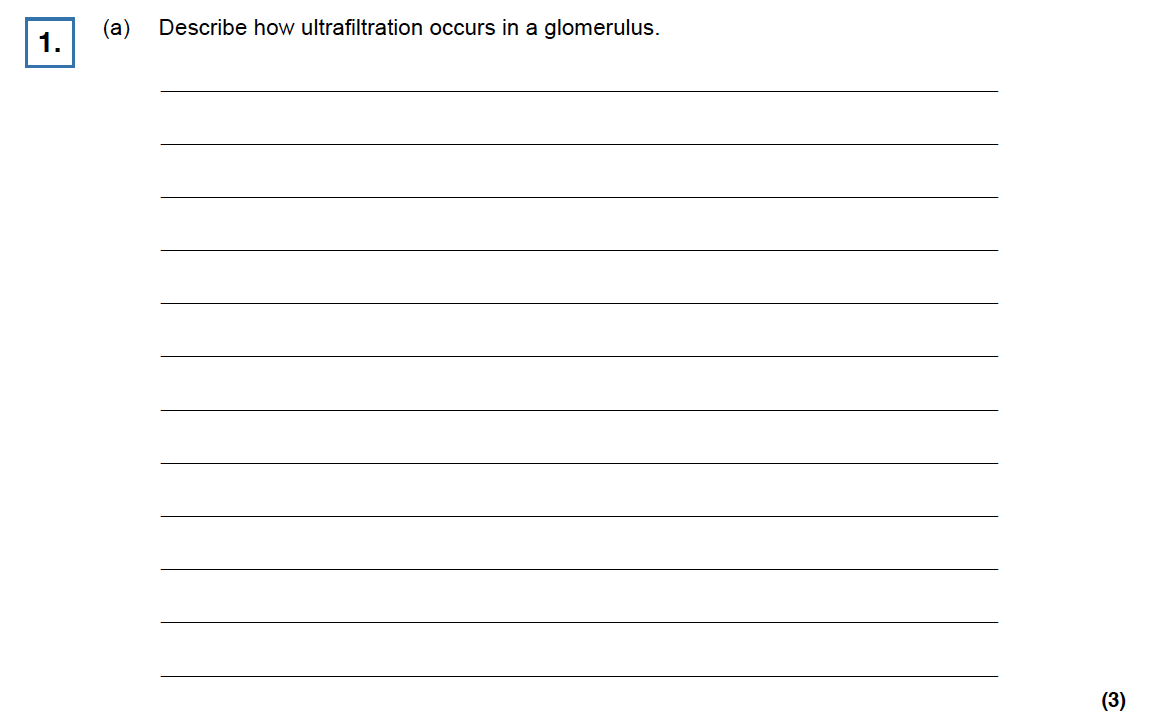 1. (a) Describe how ultrafiltration occurs in a glomerulus.
(3)